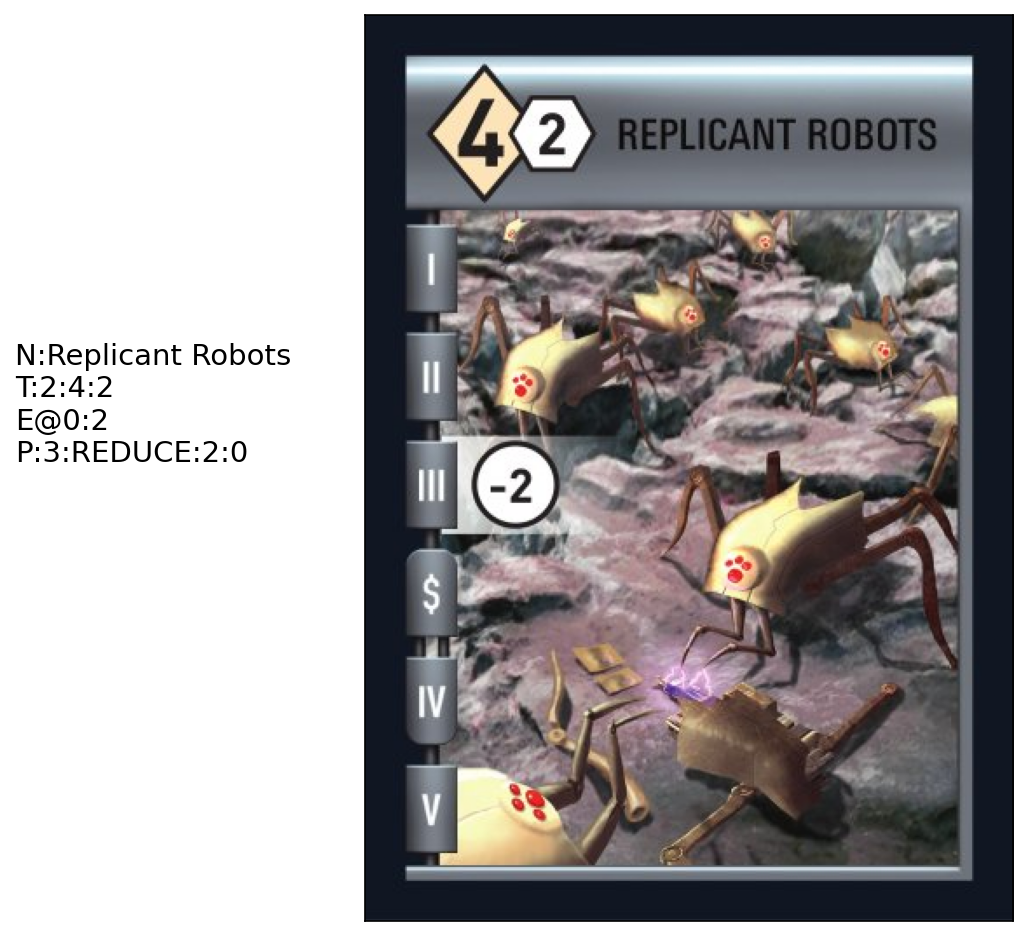 N:Replicant Robots
T:2:4:2
E@0:2
P:3:REDUCE:2:0
4 2 REPLICANT ROBOTS
I
II
III -2
$
IV
V